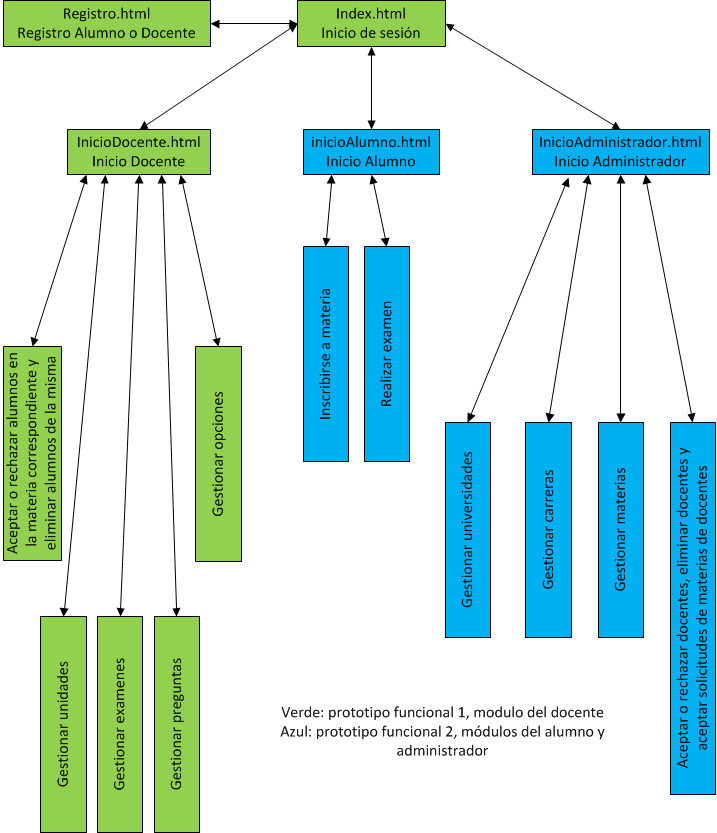 Registro.html
Registro Alumno o Docente
Index.html
Inicio de sesión
InicioDocente.html
Inicio Docente
inicioAlumno.html
Inicio Alumno
InicioAdministrador.html
Inicio Administrador
Aceptar o rechazar alumnos en
la materia correspondiente y
eliminar alumnos de la misma
Gestionar unidades
Gestionar examenes
Gestionar preguntas
Gestionar opciones
Inscribirse a materia
Realizar examen
Gestionar universidades
Gestionar carreras
Gestionar materias
Aceptar o rechazar docentes, eliminar docentes y
aceptar solicitudes de materias de docentes
Verde: prototipo funcional 1, modulo del docente
Azul: prototipo funcional 2, módulos del alumno y
administrador